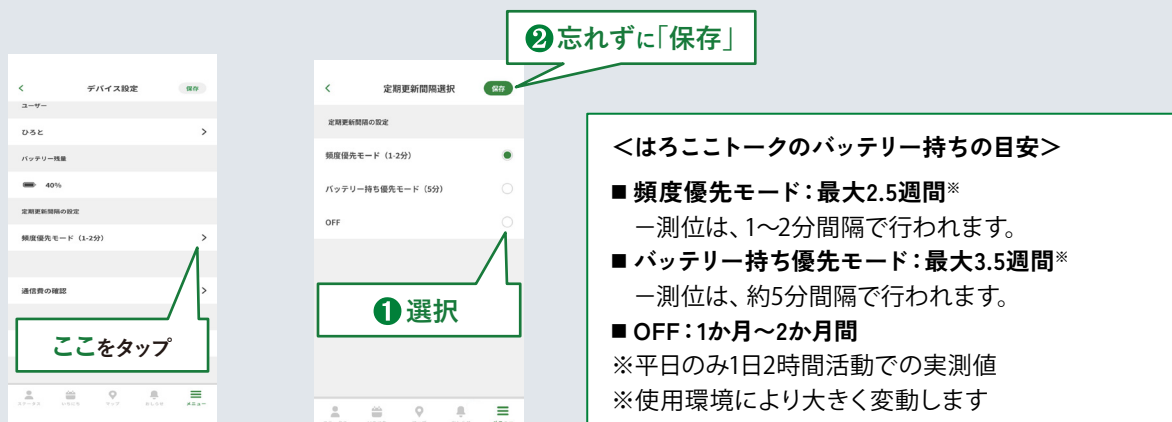 ❷忘れずに「保存」
デバイス設定
保存
ユーザー
ひろと
バッテリー残量
40%
定期更新間隔の設定
頻度優先モード（1-2分）
通信費の確認
ここをタップ
メニュー
定期更新間隔選択
保存
定期更新間隔の設定
頻度優先モード（1-2分）
バッテリー持ち優先モード（5分）
OFF
❶選択
＜はろここトークのバッテリー持ちの目安＞
■ 頻度優先モード：最大2.5週間※
－測位は、1～2分間隔で行われます。
■ バッテリー持ち優先モード：最大3.5週間※
－測位は、約5分間隔で行われます。
■ OFF：1か月～2か月間
※平日のみ1日2時間活動での実測値
※使用環境により大きく変動します